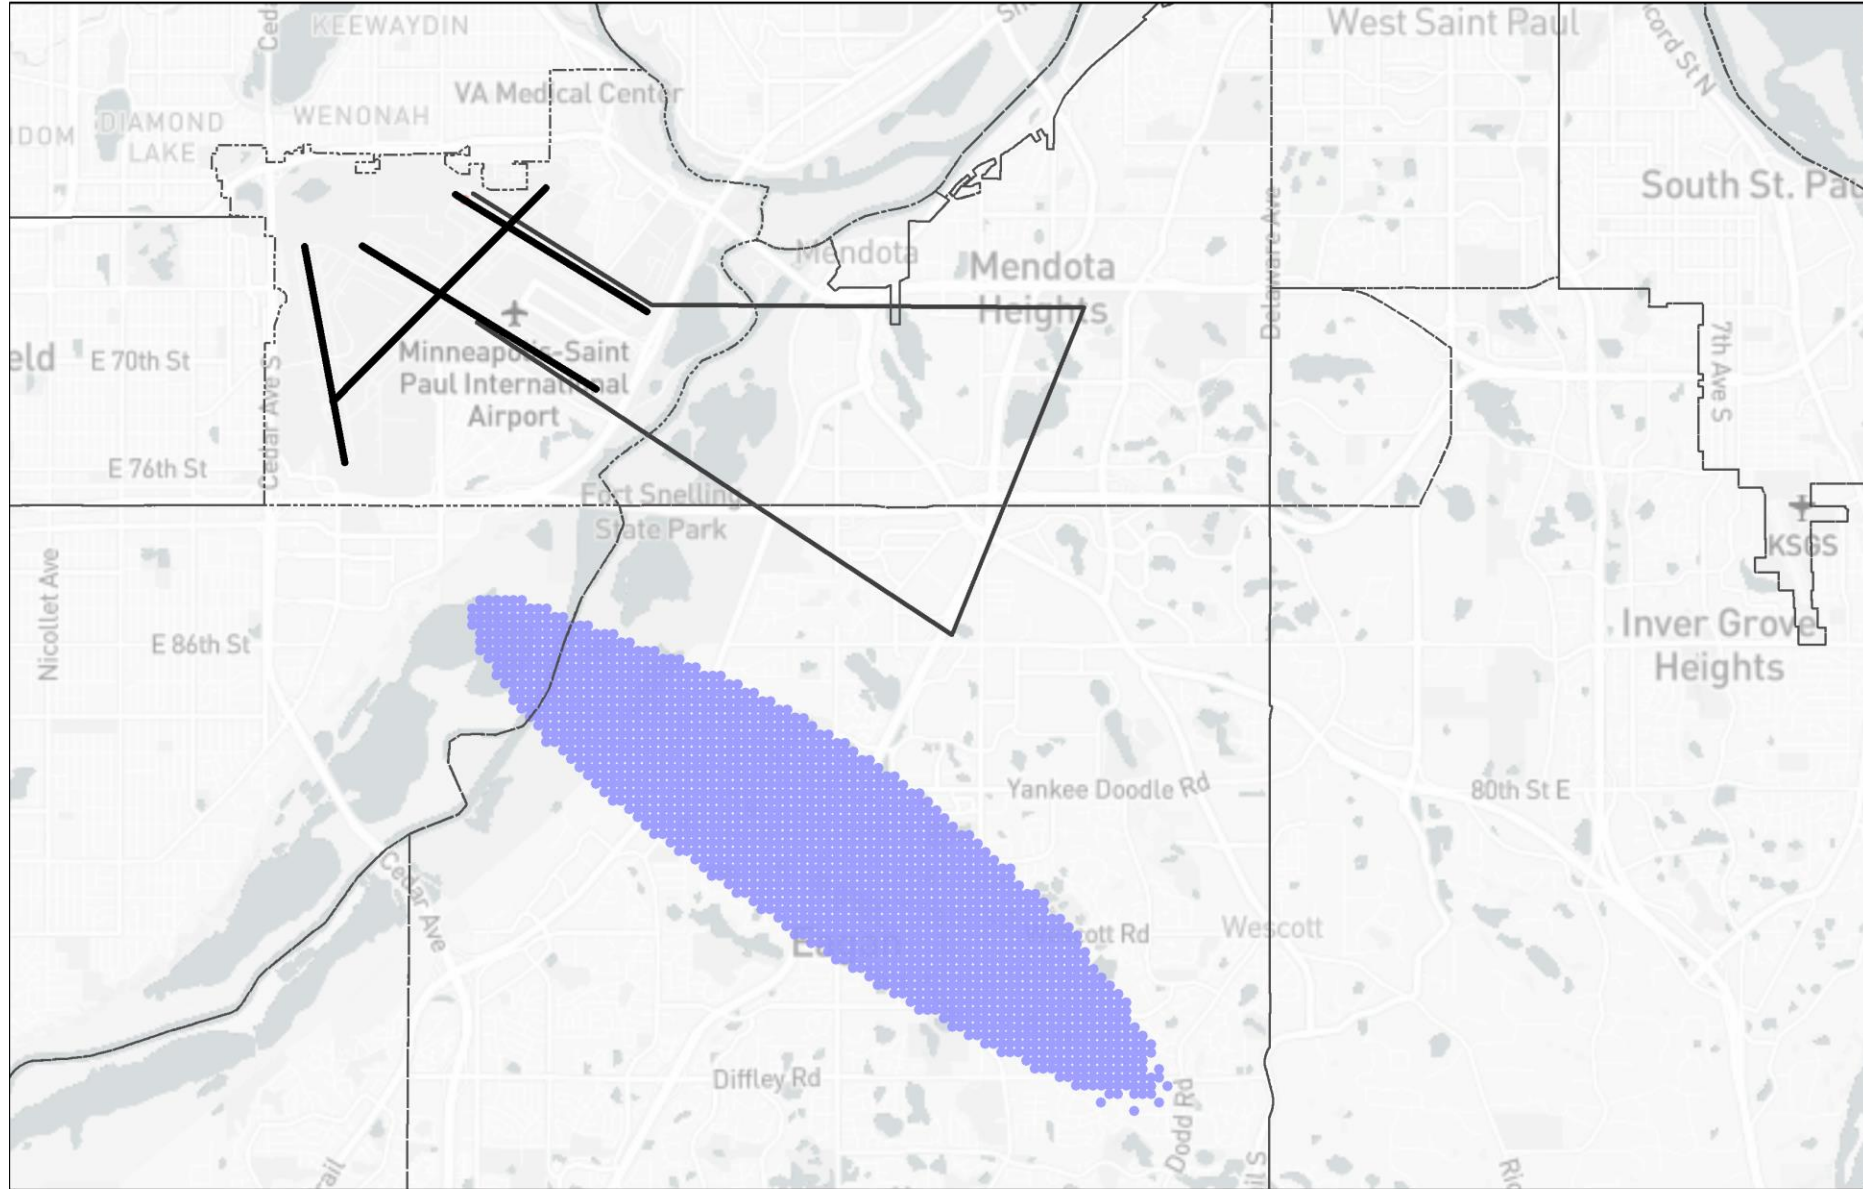 KEEWAYDIN
West Saint Paul
VA Medical Center
DIAMOND
LAKE
WENONAH
South St. Pau
Delaware Ave
Mendota
Mendota
Heights
E 70th St
Minneapolis-Saint
Paul International
Airport
7th Ave S
Cedar Ave S
E 76th St
Fort Snelling
State Park
KSGS
Nicollet Ave
E 86th St
Inver Grove
Heights
Yankee Doodle Rd
80th St E
Cedar Ave
cott Rd
Wescott
Diffley Rd
Dodd Rd